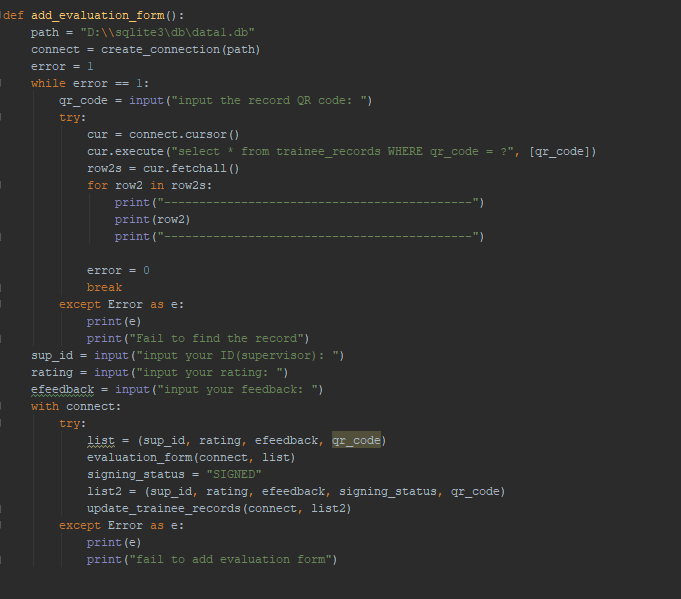 def add_evaluation_form():
    path = "D:\\sqlite3\db\data1.db"
    connect = create_connection(path)
    error = 1
    while error == 1:
        qr_code = input("input the record QR code: ")
        try:
            cur = connect.cursor()
            cur.execute("select * from trainee_records WHERE qr_code = ?", [qr_code])
            row2s = cur.fetchall()
            for row2 in row2s:
                print("--------------------------------------------")
                print(row2)
                print("--------------------------------------------")

            error = 0
            break
        except Error as e:
            print(e)
            print("Fail to find the record")
    sup_id = input("input your ID(supervisor): ")
    rating = input("input your rating: ")
    efeedback = input("input your feedback: ")
    with connect:
        try:
            list = (sup_id, rating, efeedback, qr_code)
            evaluation_form(connect, list)
            signing_status = "SIGNED"
            list2 = (sup_id, rating, efeedback, signing_status, qr_code)
            update_trainee_records(connect, list2)
        except Error as e:
            print(e)
            print("fail to add evaluation form")